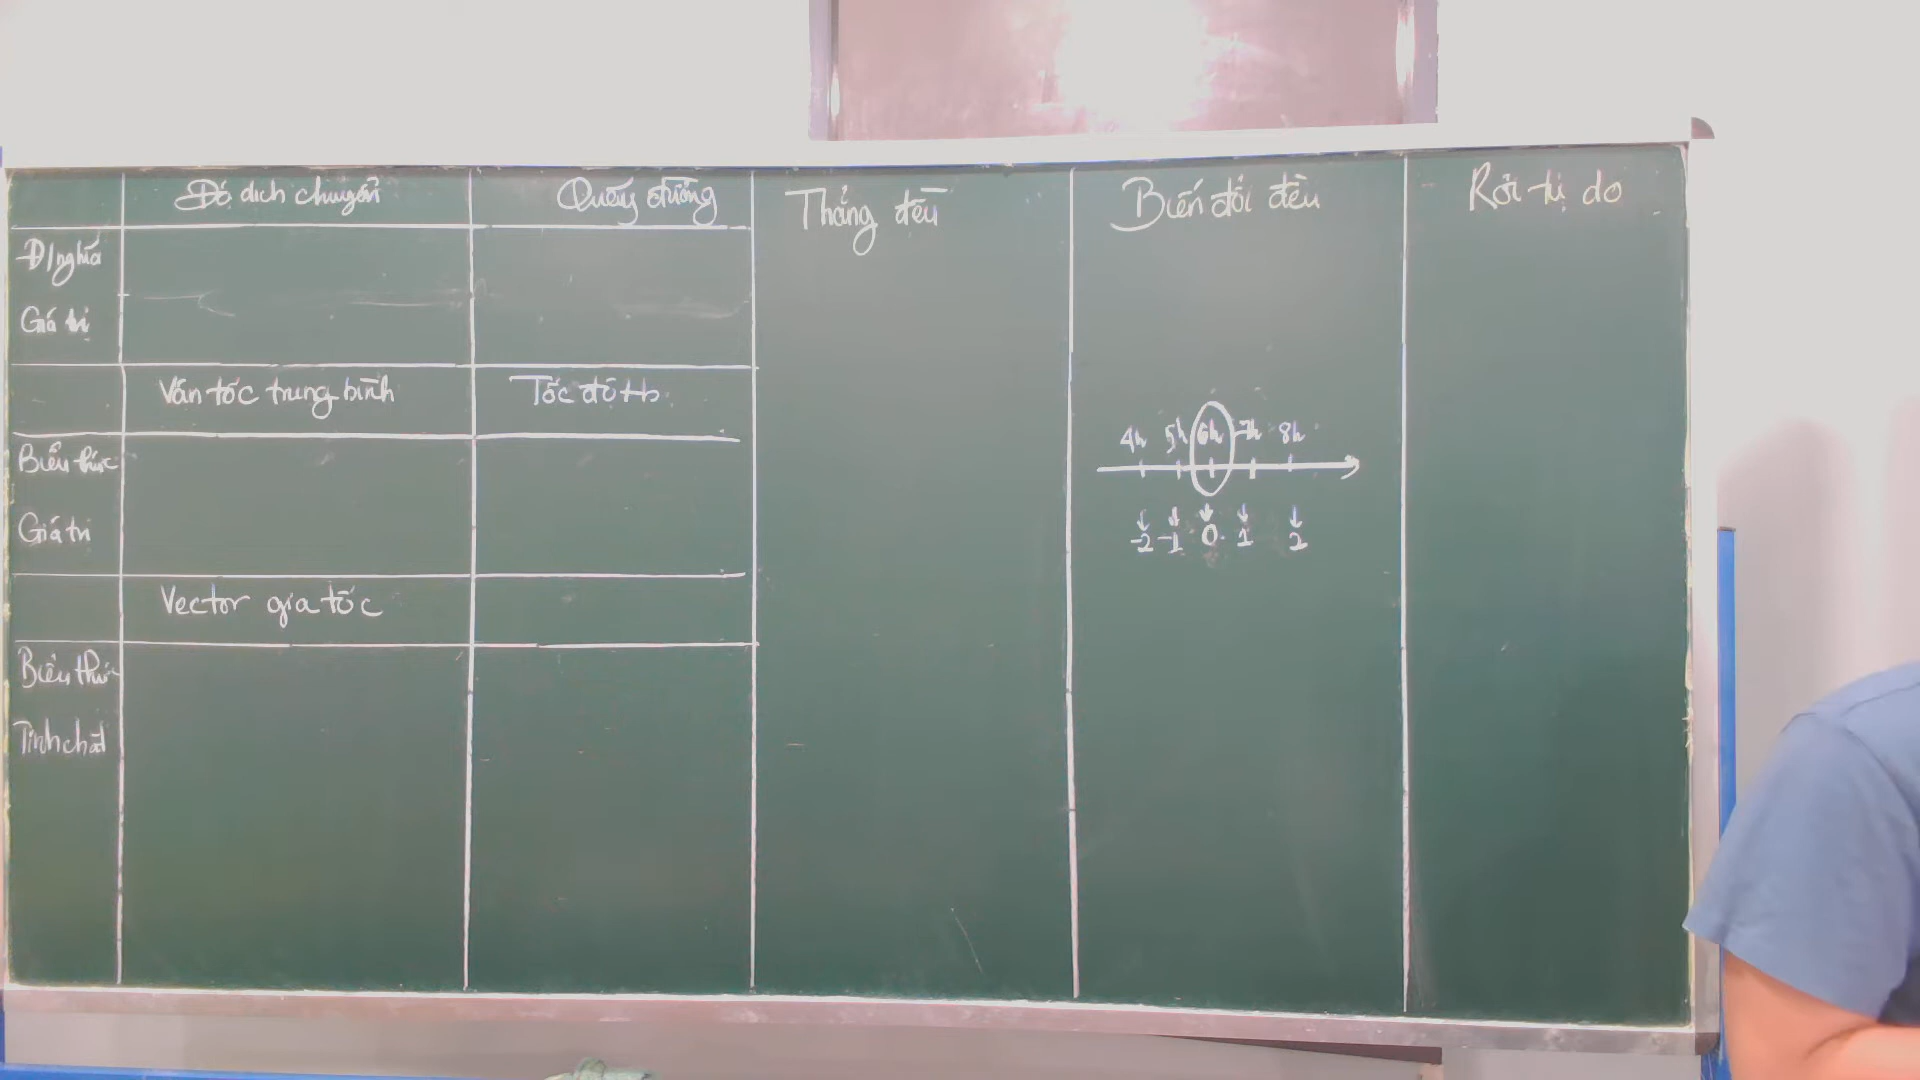 Độ dịch chuyển
Quãng đường
Thẳng đều
Biến đổi đều
Rơi tự do
Đ/nghĩa
Giá trị
Vận tốc trung bình
Tốc độ tb
4h 5h 6h 7h 8h
-2 -1 0 1 2
Biểu thức
Giá trị
Vector gia tốc
Biểu thức
Tính chất